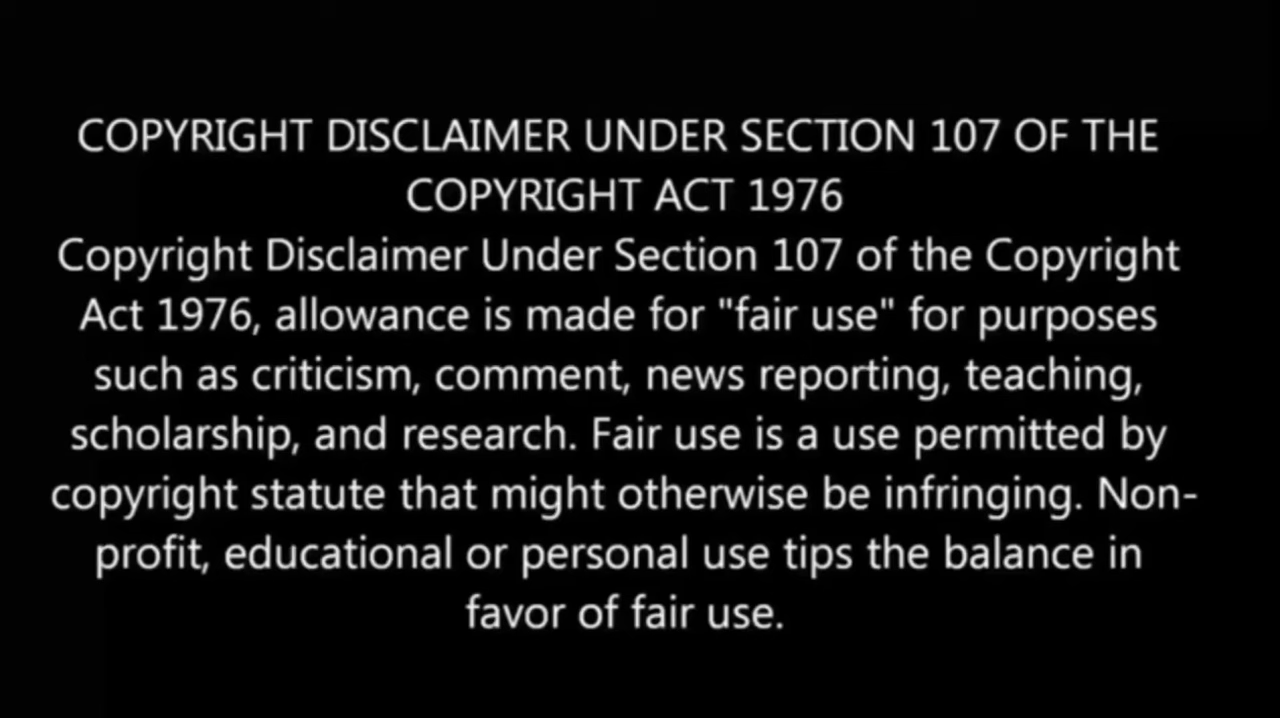 COPYRIGHT DISCLAIMER UNDER SECTION 107 OF THE
COPYRIGHT ACT 1976
Copyright Disclaimer Under Section 107 of the Copyright
Act 1976, allowance is made for "fair use" for purposes
such as criticism, comment, news reporting, teaching,
scholarship, and research. Fair use is a use permitted by
copyright statute that might otherwise be infringing. Non-
profit, educational or personal use tips the balance in
favor of fair use.